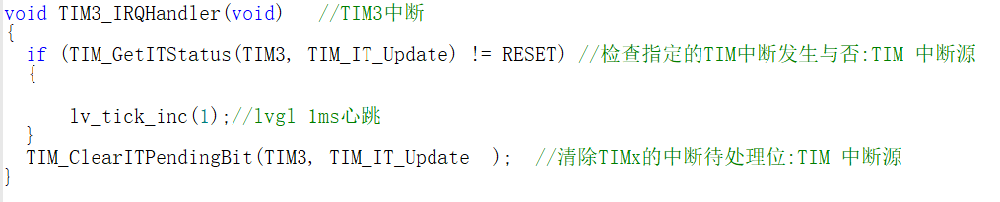 void TIM3_IRQHandler(void)   //TIM3中断
{
  if (TIM_GetITStatus(TIM3, TIM_IT_Update) != RESET) //检查指定的TIM中断发生与否:TIM 中断源
  {
      lv_tick_inc(1);//lvgl 1ms心跳
  }
  TIM_ClearITPendingBit(TIM3, TIM_IT_Update  );  //清除TIMx的中断待处理位:TIM 中断源
}